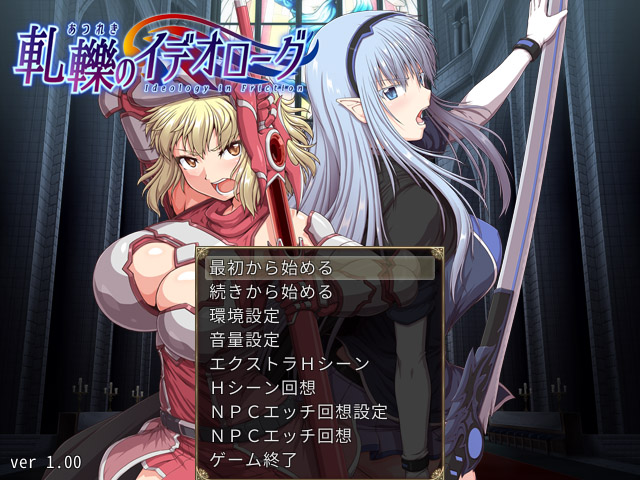 あつれき
軋轢のイデオローグ
Ideology in Friction
最初から始める
続きから始める
環境設定
音量設定
エクストラＨシーン
Ｈシーン回想
ＮＰＣエッチ回想設定
ＮＰＣエッチ回想
ゲーム終了
ver 1.00